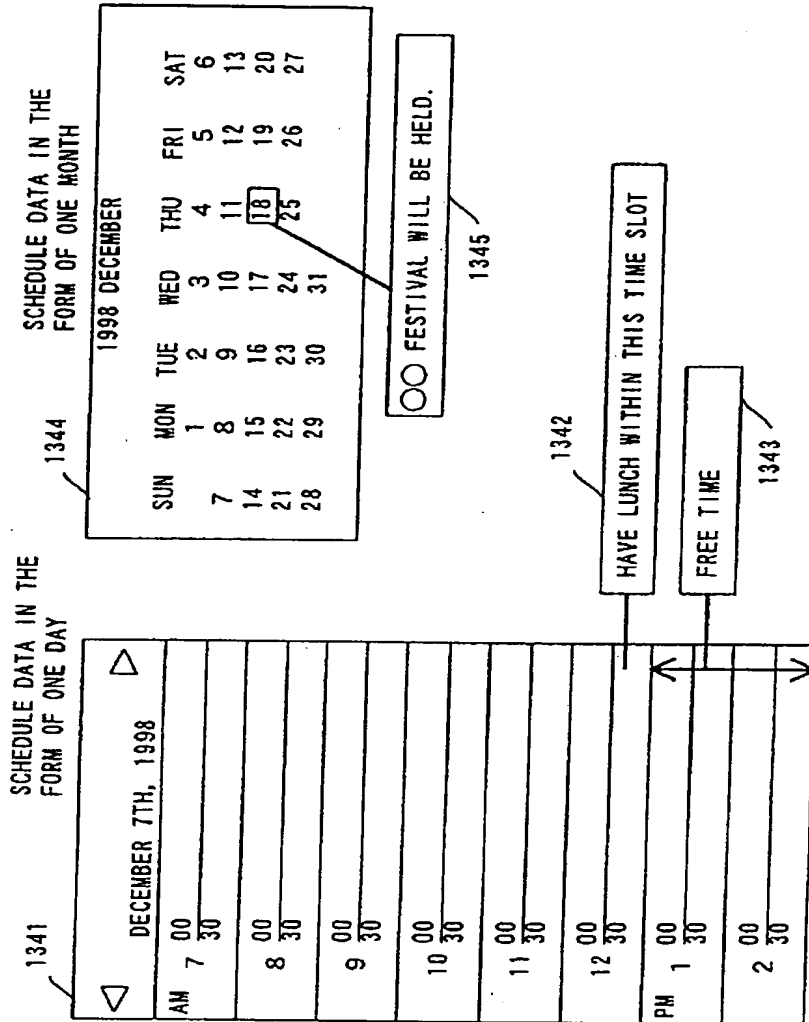 SCHEDULE DATA IN THE
FORM OF ONE DAY
1341
DECEMBER 7TH, 1998
AM 7 00
30
8 00
30
9 00
30
10 00
30
11 00
30
12 00
30
PM 1 00
30
2 00
30
HAVE LUNCH WITHIN THIS TIME SLOT
1342
FREE TIME
1343
SCHEDULE DATA IN THE
FORM OF ONE MONTH
1344
1998 DECEMBER
SUN MON TUE WED THU FRI SAT
1 2 3 4 5 6
7 8 9 10 11 12 13
14 15 16 17 18 19 20
21 22 23 24 25 26 27
28 29 30 31
○○ FESTIVAL WILL BE HELD.
1345